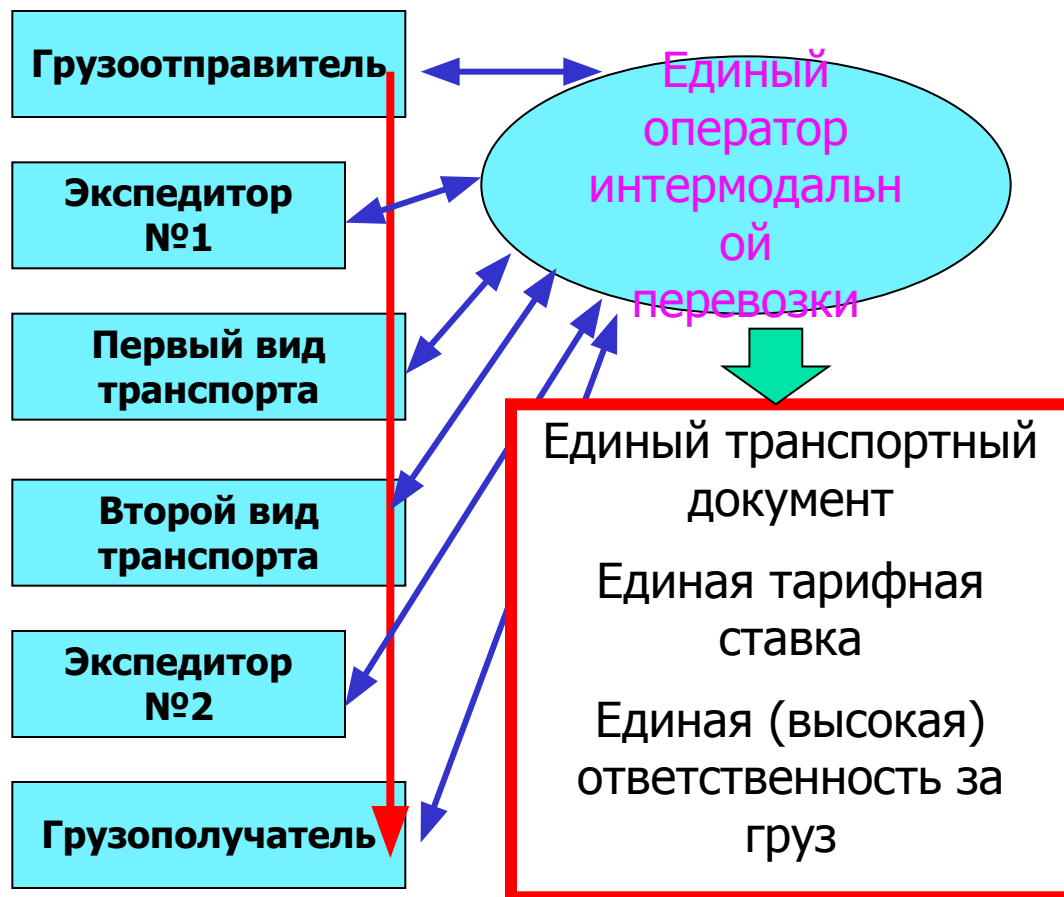 Грузоотправитель
Единый
оператор
интермодальн
ой
перевозки
Экспедитор
№1
Первый вид
транспорта
Второй вид
транспорта
Экспедитор
№2
Грузополучатель
Единый транспортный
документ
Единая тарифная
ставка
Единая (высокая)
ответственность за
груз